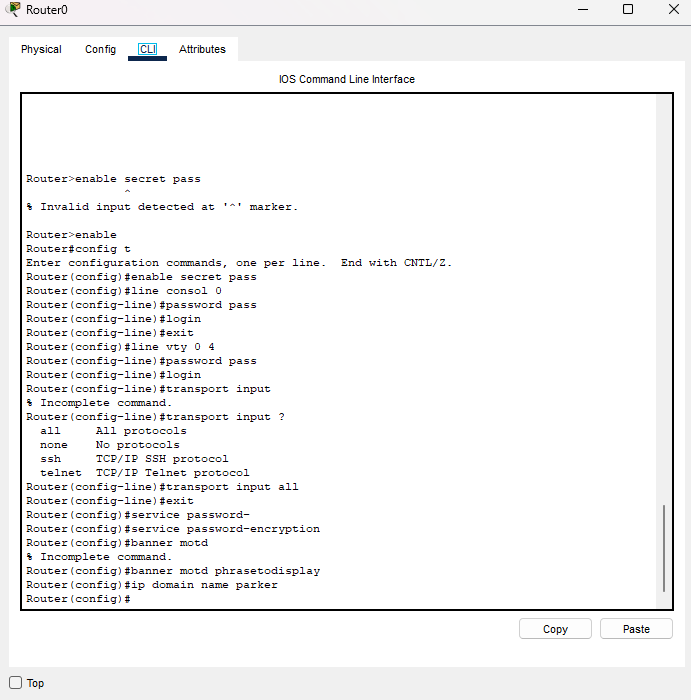 Router0
Physical Config CLI Attributes
IOS Command Line Interface
Router>enable secret pass
^
% Invalid input detected at '^' marker.
Router>enable
Router#config t
Enter configuration commands, one per line.  End with CNTL/Z.
Router(config)#enable secret pass
Router(config)#line consol 0
Router(config-line)#password pass
Router(config-line)#login
Router(config-line)#exit
Router(config)#line vty 0 4
Router(config-line)#password pass
Router(config-line)#login
Router(config-line)#transport input
% Incomplete command.
Router(config-line)#transport input ?
  all     All protocols
  none    No protocols
  ssh     TCP/IP SSH protocol
  telnet  TCP/IP Telnet protocol
Router(config-line)#transport input all
Router(config-line)#exit
Router(config)#service password-
Router(config)#service password-encryption
Router(config)#banner motd
% Incomplete command.
Router(config)#banner motd phrasetodisplay
Router(config)#ip domain name parker
Router(config)#
Copy Paste
Top